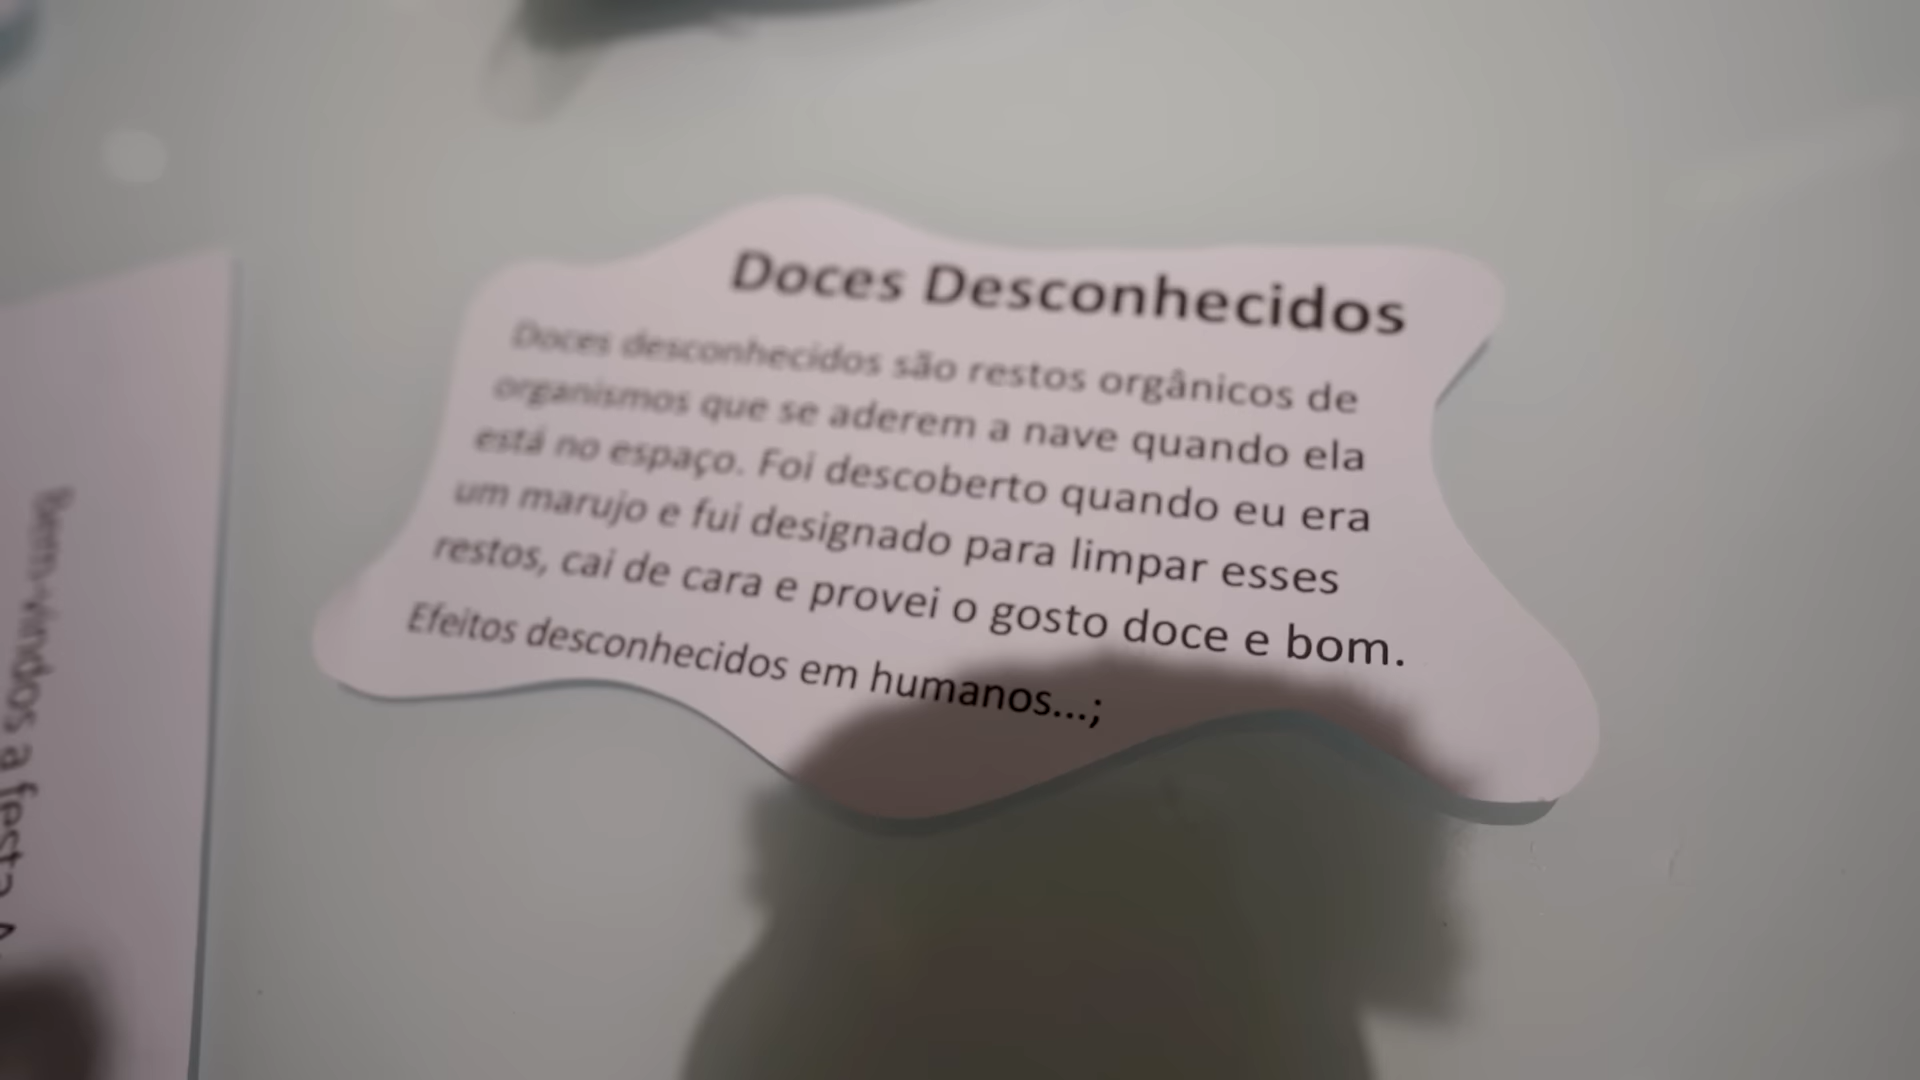 Doces Desconhecidos
Doces desconhecidos são restos orgânicos de
organismos que se aderem a nave quando ela
está no espaço. Foi descoberto quando eu era
um marujo e fui designado para limpar esses
restos, cai de cara e provei o gosto doce e bom.
Efeitos desconhecidos em humanos...;
Bem-vindos a festa